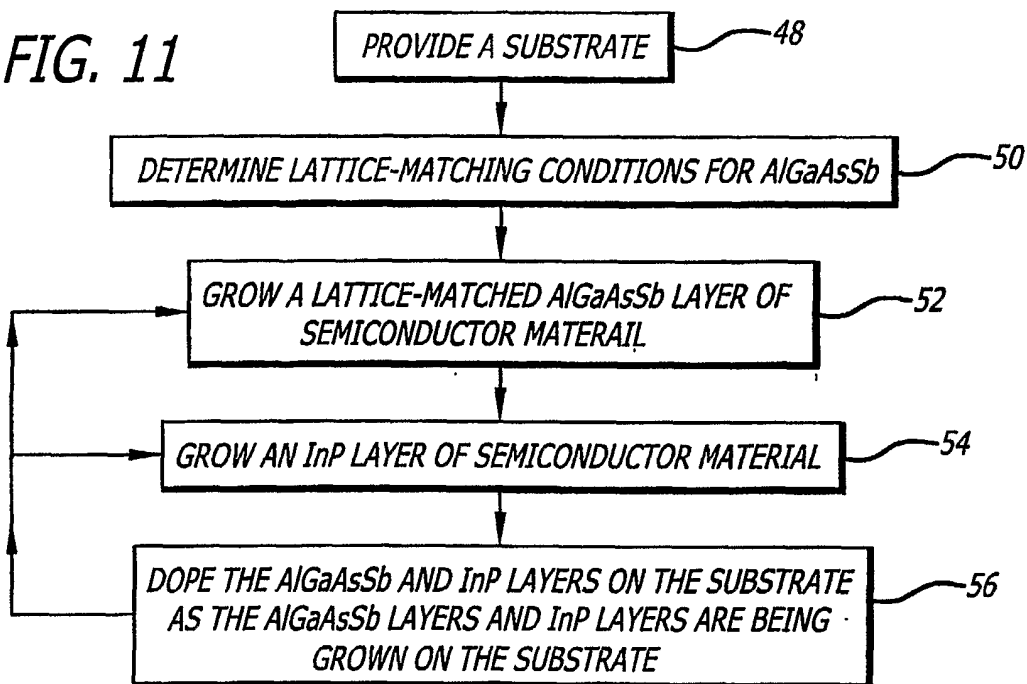 FIG. 11
PROVIDE A SUBSTRATE
48
DETERMINE LATTICE-MATCHING CONDITIONS FOR AlGaAsSb
50
GROW A LATTICE-MATCHED AlGaAsSb LAYER OF
SEMICONDUCTOR MATERAIL
52
GROW AN InP LAYER OF SEMICONDUCTOR MATERIAL
54
DOPE THE AlGaAsSb AND InP LAYERS ON THE SUBSTRATE
AS THE AlGaAsSb LAYERS AND InP LAYERS ARE BEING
GROWN ON THE SUBSTRATE
56